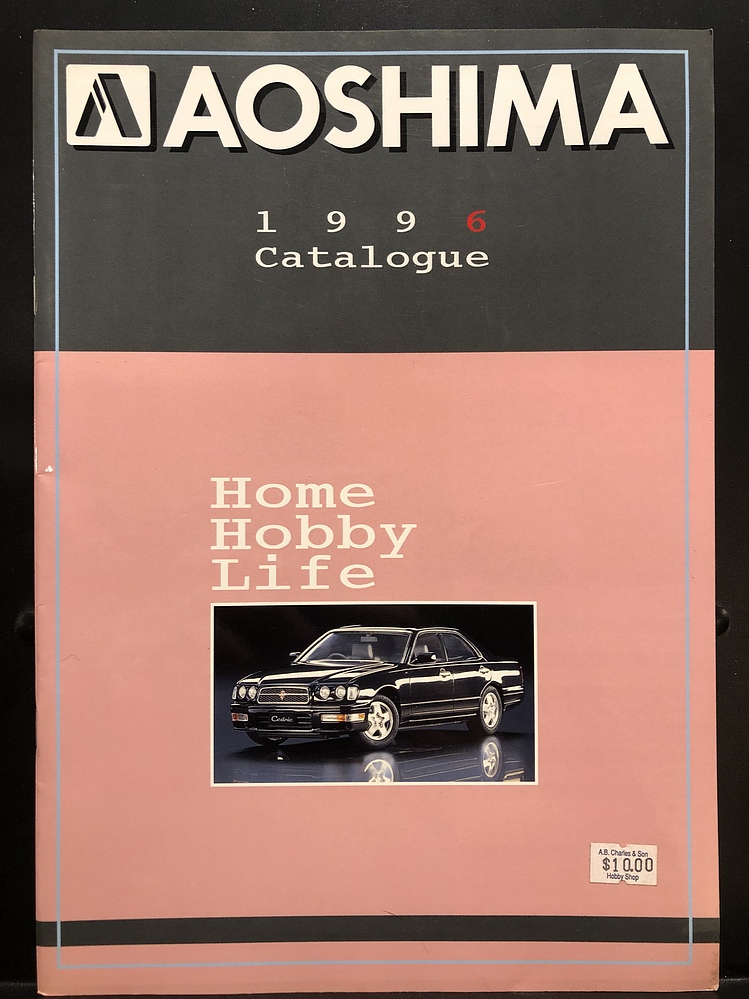 AOSHIMA
1996
Catalogue
Home
Hobby
Life
Cedric
A.B. Charles & Son
$10.00
Hobby Shop